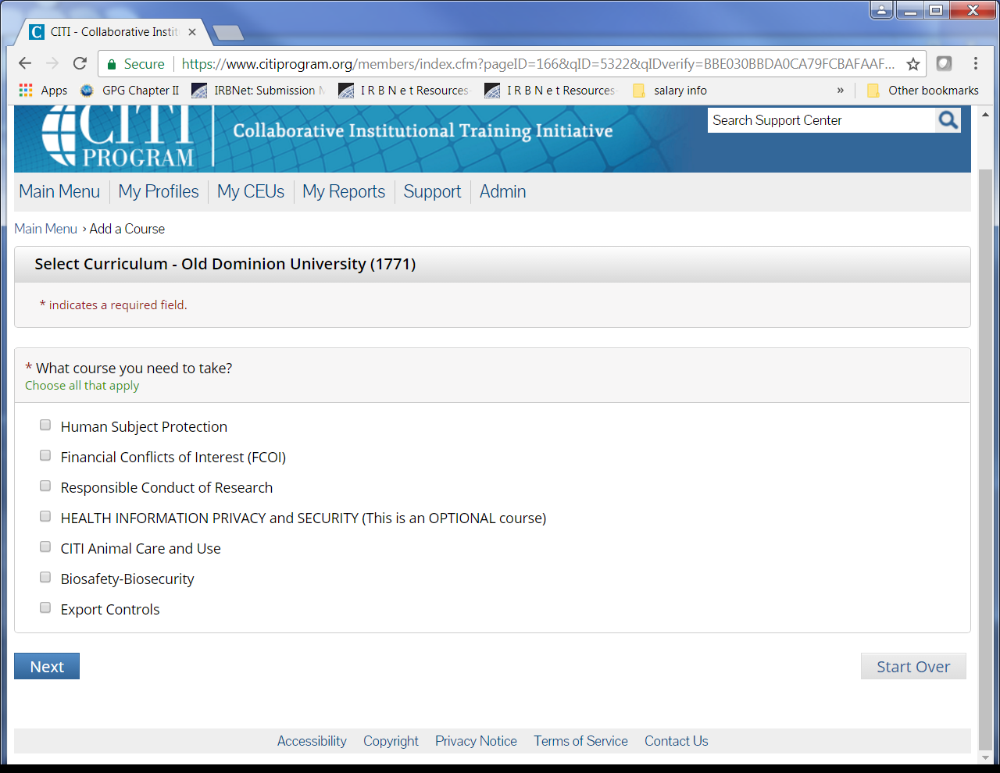 CITI - Collaborative Instit
Secure https://www.citiprogram.org/members/index.cfm?pageID=166&qID=5322&qIDverify=BBE030BBDA0CA79FCBAFAAF...
Apps GPG Chapter II IRBNet: Submission I R B N e t Resources I R B N e t Resources salary info » Other bookmarks
CITI
PROGRAM
Collaborative Institutional Training Initiative
Search Support Center
Main Menu My Profiles My CEUs My Reports Support Admin
Main Menu › Add a Course
Select Curriculum - Old Dominion University (1771)
* indicates a required field.
* What course you need to take?
Choose all that apply
Human Subject Protection
Financial Conflicts of Interest (FCOI)
Responsible Conduct of Research
HEALTH INFORMATION PRIVACY and SECURITY (This is an OPTIONAL course)
CITI Animal Care and Use
Biosafety-Biosecurity
Export Controls
Next Start Over
Accessibility Copyright Privacy Notice Terms of Service Contact Us